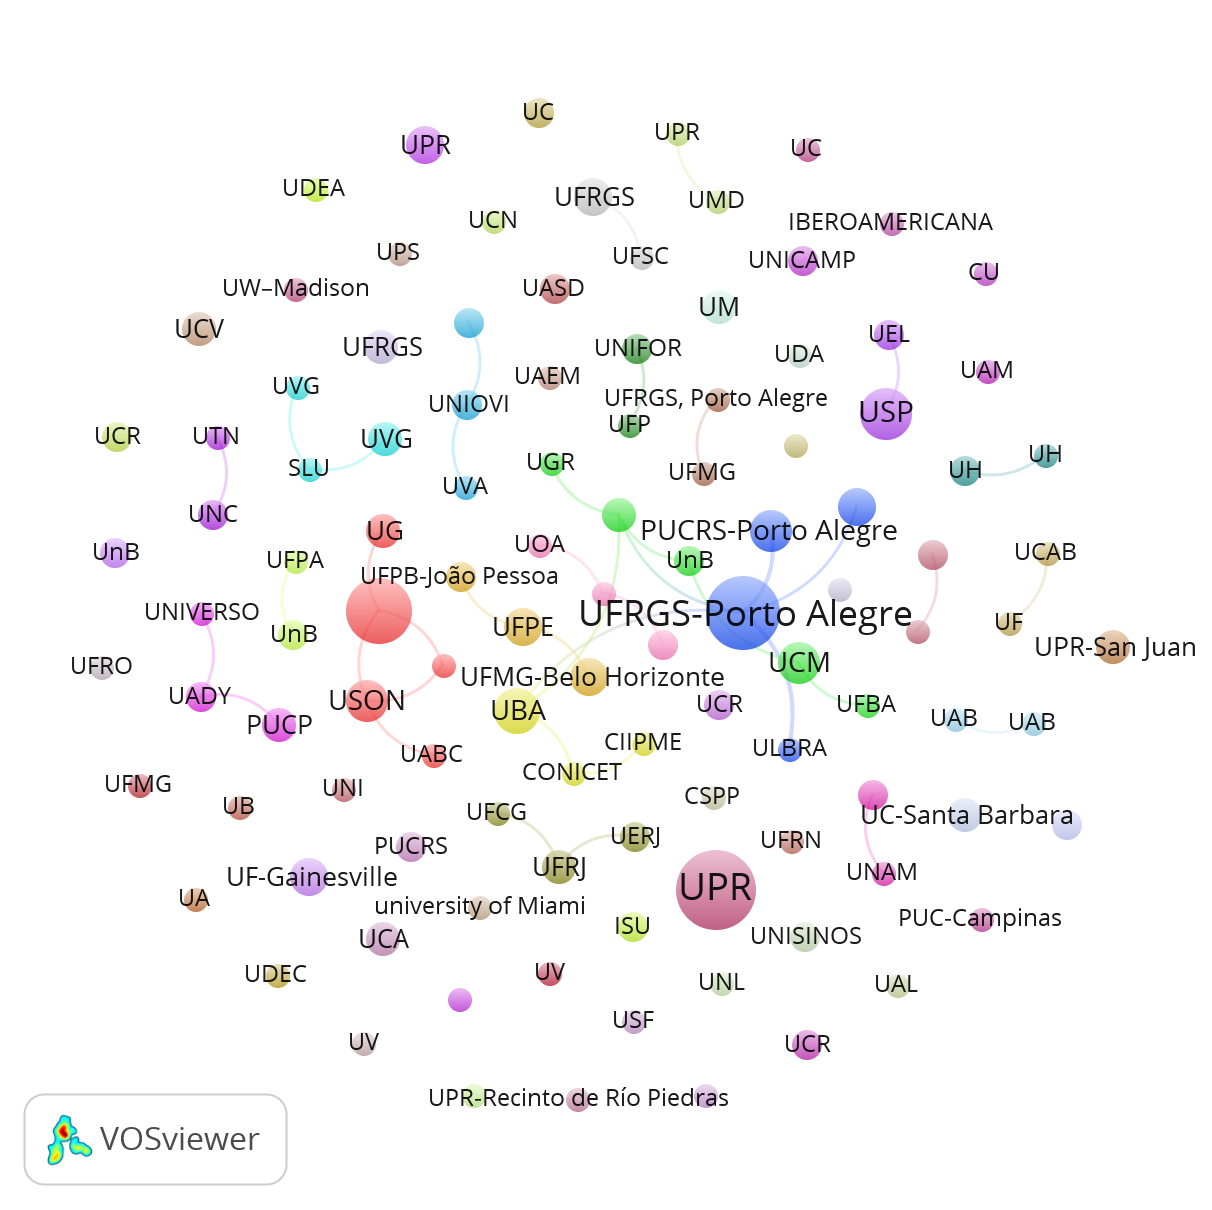 UC
UPR
UPR
UC
UDEA
UFRGS
UMD
UCN
IBEROAMERICANA
UPS
UFSC
UNICAMP
CU
UW–Madison
UASD
UM
UCV
UFRGS
UNIFOR
UDA
UEL
UAEM
UAM
UVG
UNIOVI
UFRGS, Porto Alegre
USP
UFP
UCR
UTN
UVG
SLU
UGR
UFMG
UH
UH
UVA
UNC
UG
PUCRS-Porto Alegre
UnB
UOA
UCAB
UFPA
UnB
UFPB-João Pessoa
UNIVERSO
UFRGS-Porto Alegre
UF
UnB
UFPE
UPR-San Juan
UFRO
UCM
UFMG-Belo Horizonte
UADY
USON
UBA
UCR
UFBA
PUCP
UAB
UAB
UABC
CIIPME
ULBRA
CONICET
UFMG
UNI
UB
CSPP
UFCG
UC-Santa Barbara
PUCRS
UERJ
UFRN
UFRJ
UNAM
UF-Gainesville
UPR
UA
university of Miami
PUC-Campinas
UCA
ISU
UNISINOS
UDEC
UV
UNL
UAL
USF
UV
UCR
UPR-Recinto de Río Piedras
VOSviewer